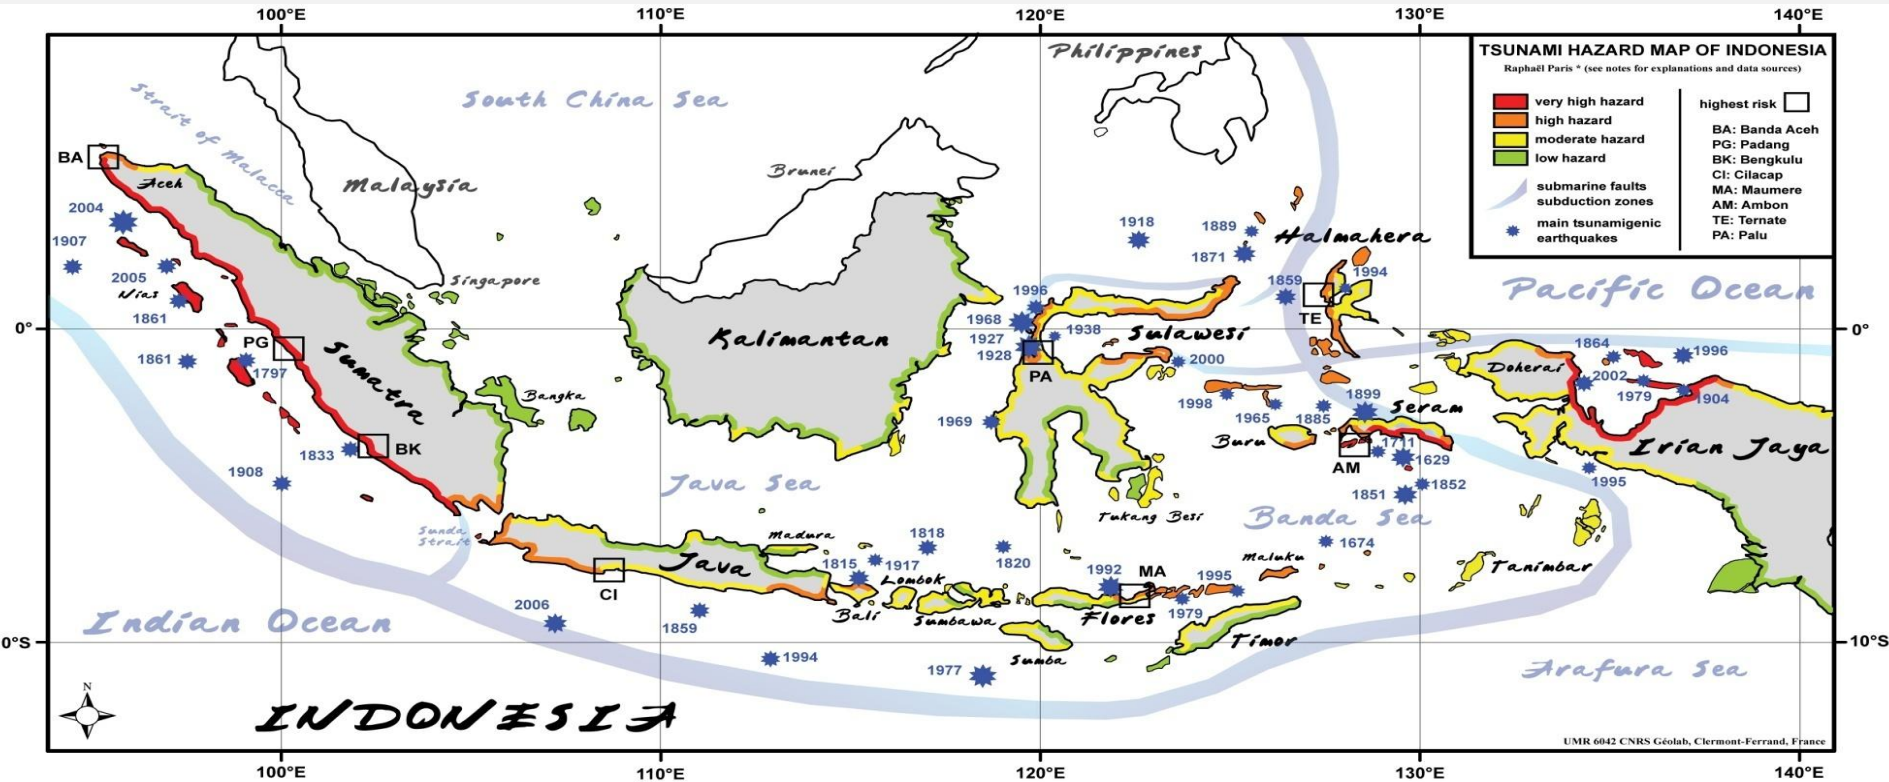 100°E 110°E 120°E 130°E 140°E
TSUNAMI HAZARD MAP OF INDONESIA
Raphaël Paris * (see notes for explanations and data sources)
very high hazard
high hazard
moderate hazard
low hazard
submarine faults
subduction zones
main tsunamigenic
earthquakes
highest risk
BA: Banda Aceh
PG: Padang
BK: Bengkulu
CI: Cilacap
MA: Maumere
AM: Ambon
TE: Ternate
PA: Palu
Philippines
South China Sea
Strait of Malacca
BA
Aceh
Malaysia
Brunei
2004
1907
2005
Nias
1861
Singapore
1918
1889
1871
Halmahera
1859
1994
TE
Pacific Ocean
0°
0°
PG
1861
1797
Sumatra
Bangka
Kalimantan
1996
1968
1927
1928
1938
PA
Sulawesi
2000
1998
1965
1885
1899
Seram
Doherai
1864
1996
2002
1979
1904
1969
Buru
AM
1711
1629
1851
1852
Irian Jaya
1995
1833
BK
1908
Java Sea
Sunda
Strait
Tukang Besi
Banda Sea
1674
Madura
Java
CI
1818
1815
1917
1820
Lombok
Bali
Sumbawa
1992
MA
Flores
1995
1979
Maluku
Tanimbar
Timor
Sumba
Indian Ocean
2006
1859
1994
1977
0°S
10°S
Arafura Sea
N
INDONESIA
UMR 6042 CNRS Géolab, Clermont-Ferrand, France
100°E 110°E 120°E 130°E 140°E